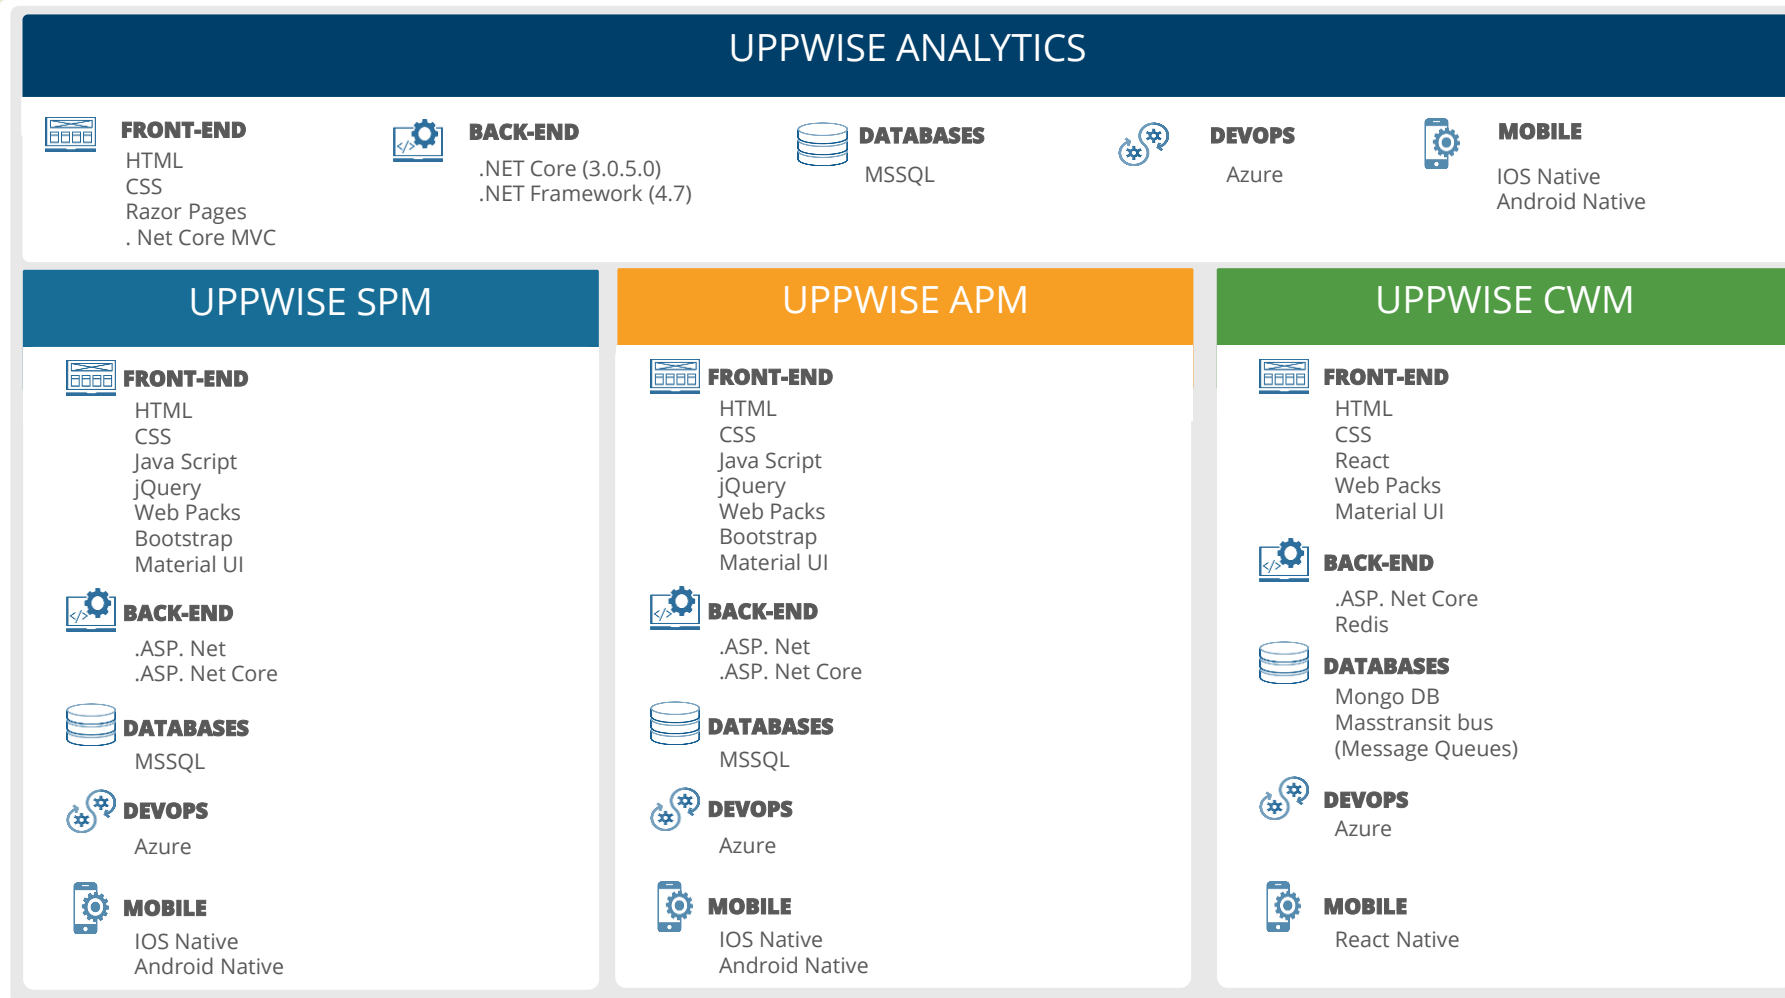 UPPWISE ANALYTICS
FRONT-END
HTML
CSS
Razor Pages
. Net Core MVC
BACK-END
.NET Core (3.0.5.0)
.NET Framework (4.7)
DATABASES
MSSQL
DEVOPS
Azure
MOBILE
IOS Native
Android Native
UPPWISE SPM
FRONT-END
HTML
CSS
Java Script
jQuery
Web Packs
Bootstrap
Material UI
BACK-END
.ASP. Net
.ASP. Net Core
DATABASES
MSSQL
DEVOPS
Azure
MOBILE
IOS Native
Android Native
UPPWISE APM
FRONT-END
HTML
CSS
Java Script
jQuery
Web Packs
Bootstrap
Material UI
BACK-END
.ASP. Net
.ASP. Net Core
DATABASES
MSSQL
DEVOPS
Azure
MOBILE
IOS Native
Android Native
UPPWISE CWM
FRONT-END
HTML
CSS
React
Web Packs
Material UI
BACK-END
.ASP. Net Core
Redis
DATABASES
Mongo DB
Masstransit bus
(Message Queues)
DEVOPS
Azure
MOBILE
React Native